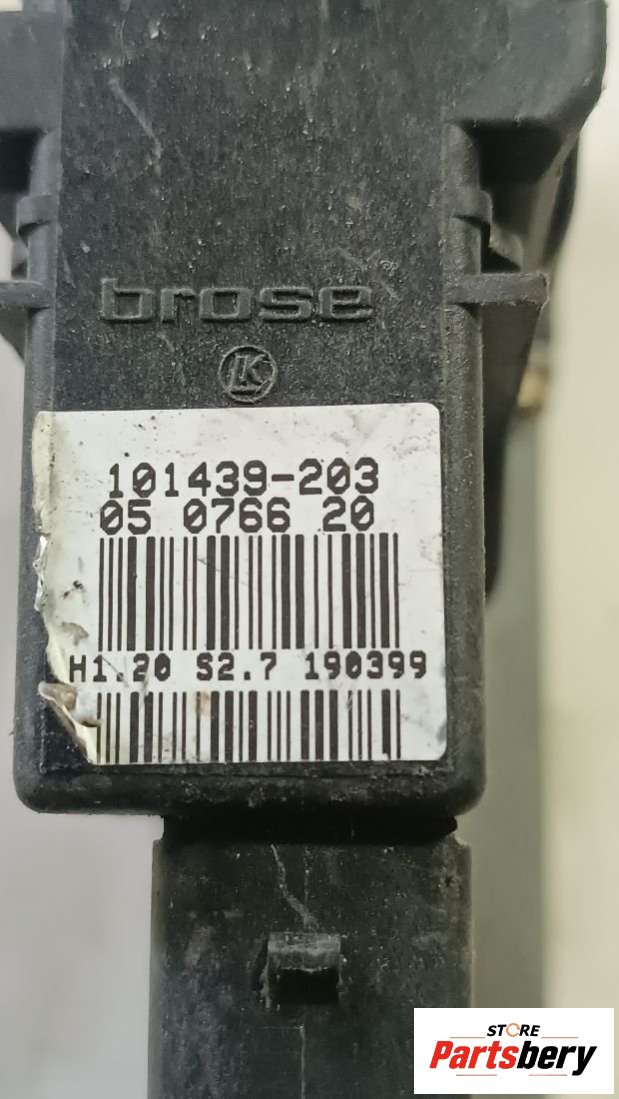 brose
LK
101439-203
05 0766 20
H1.20 S2.7 190399
STORE
Partsbery